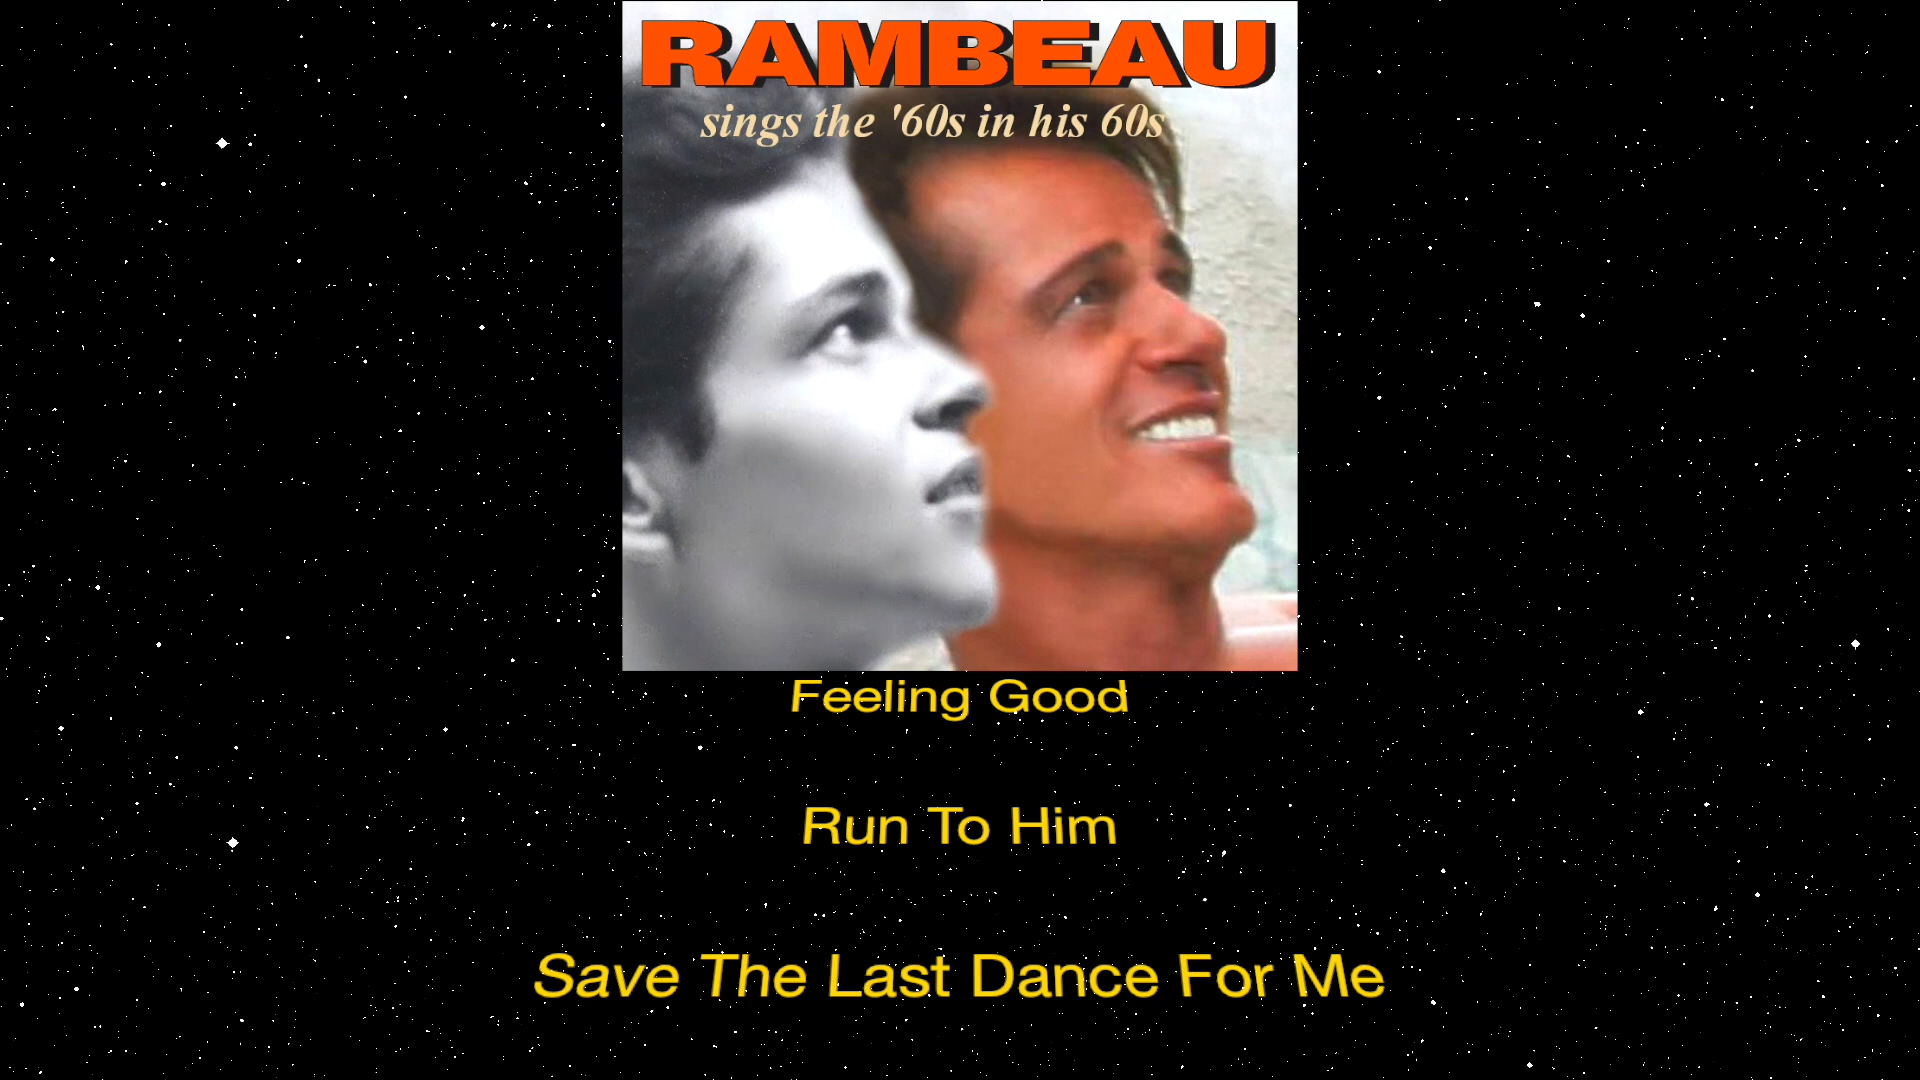 RAMBEAU
sings the '60s in his 60s
Feeling Good
Run To Him
Save The Last Dance For Me